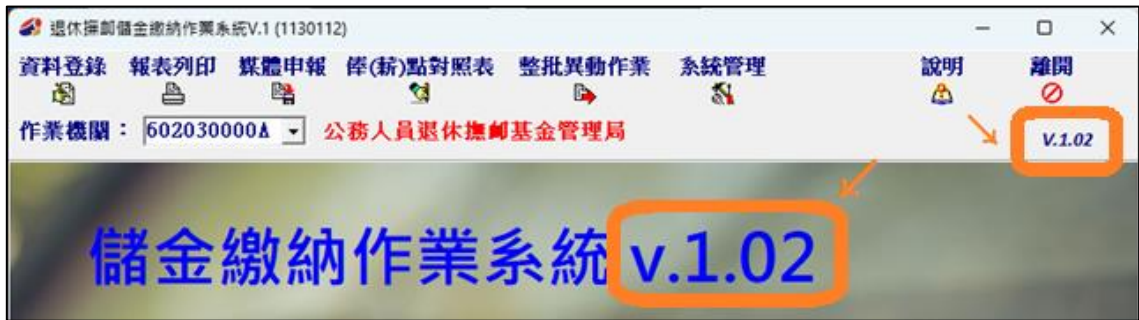 退休撫卹儲金繳納作業系統V.1 (1130112)
資料登錄 報表列印 媒體申報 俸(薪)點對照表 整批異動作業 系統管理 說明 離開
作業機關： 602030000A 公務人員退休撫卹基金管理局 V.1.02
儲金繳納作業系統 v.1.02